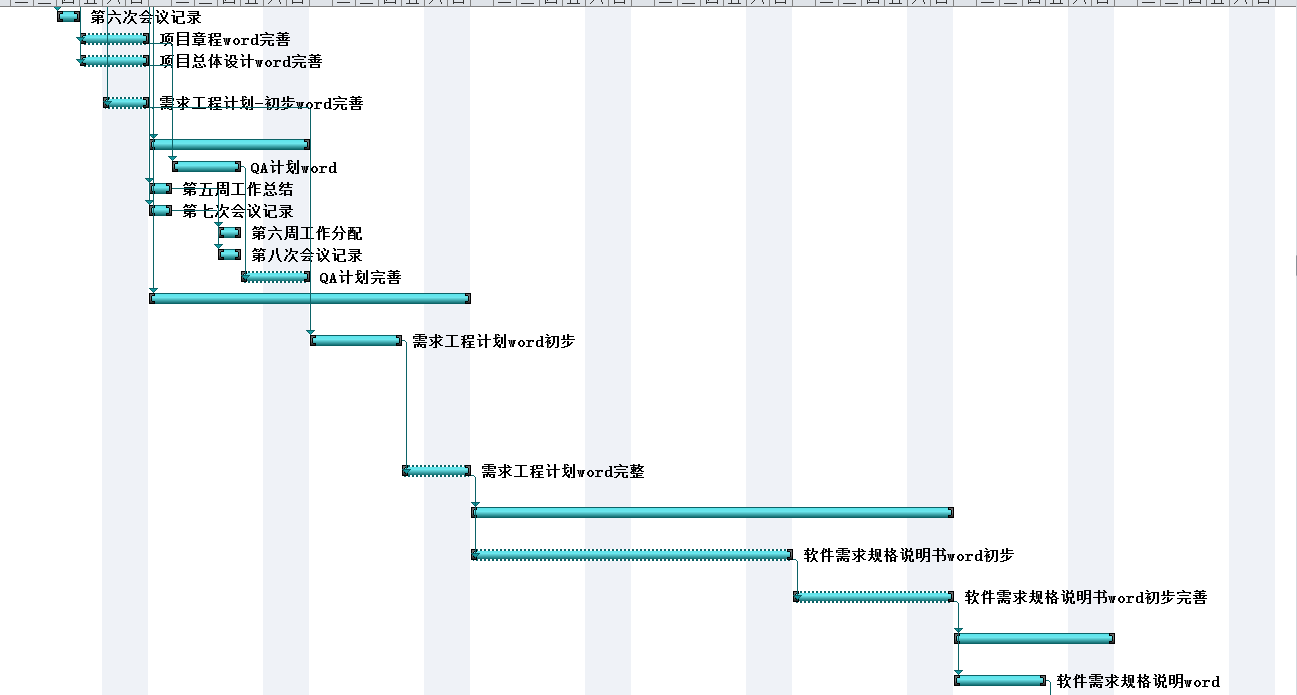 第六次会议记录
项目章程word完善
项目总体设计word完善
需求工程计划-初步word完善
QA计划word
第五周工作总结
第七次会议记录
第六周工作分配
第八次会议记录
QA计划完善
需求工程计划word初步
需求工程计划word完整
软件需求规格说明书word初步
软件需求规格说明书word初步完善
软件需求规格说明word